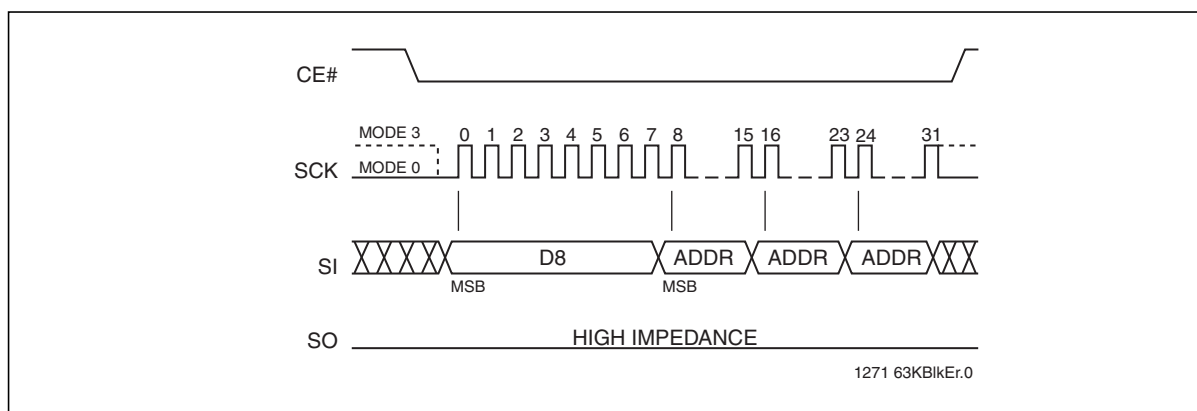 CE#
MODE 3
0 1 2 3 4 5 6 7 8 15 16 23 24 31
SCK
MODE 0
SI
D8
ADDR
ADDR
ADDR
MSB
MSB
SO
HIGH IMPEDANCE
1271 63KBlkEr.0